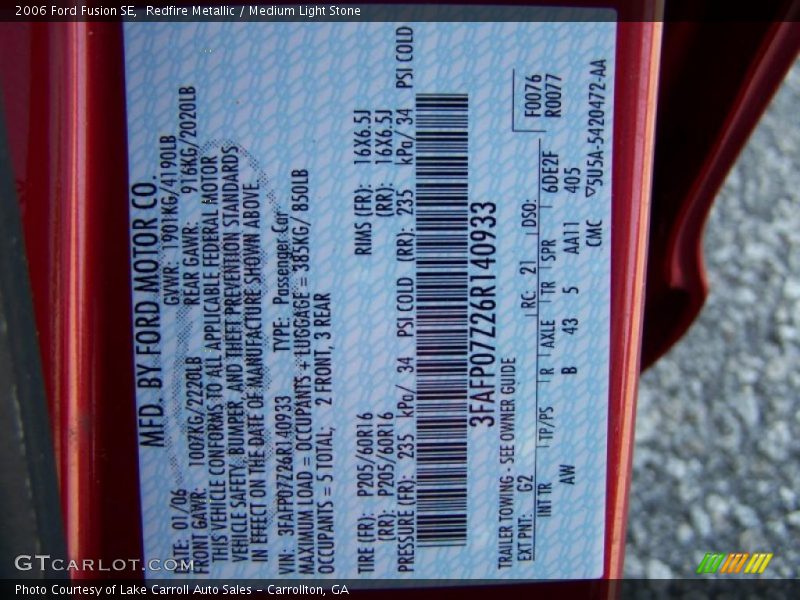 2006 Ford Fusion SE,  Redfire Metallic / Medium Light Stone
MFD. BY FORD MOTOR CO.
DATE: 01/06 GVWR: 1901KG/4190LB
FRONT GAWR: 1007KG/2220LB REAR GAWR: 916KG/2020LB
THIS VEHICLE CONFORMS TO ALL APPLICABLE FEDERAL MOTOR
VEHICLE SAFETY, BUMPER, AND THEFT PREVENTION STANDARDS
IN EFFECT ON THE DATE OF MANUFACTURE SHOWN ABOVE.
VIN: 3FAFP07Z26R140933 TYPE: Passenger Car
MAXIMUM LOAD = OCCUPANTS + LUGGAGE = 385KG/ 850LB
OCCUPANTS = 5 TOTAL; 2 FRONT, 3 REAR
TIRE (FR): P205/60R16 RIMS (FR): 16X6.5J
(RR): P205/60R16 (RR): 16X6.5J
PRESSURE (FR): 235 kPa/ 34 PSI COLD (RR): 235 kPa/ 34 PSI COLD
3FAFP07Z26R140933
F0076
R0077
TRAILER TOWING - SEE OWNER GUIDE
EXT PNT: G2 RC: 21 DSO:
INT TR TP/PS R AXLE TR SPR 6DE2F
AW B 43 5 AA11 405
CMC ▽5U5A-5420472-AA
GTCARLOT.COM
Photo Courtesy of Lake Carroll Auto Sales – Carrollton, GA